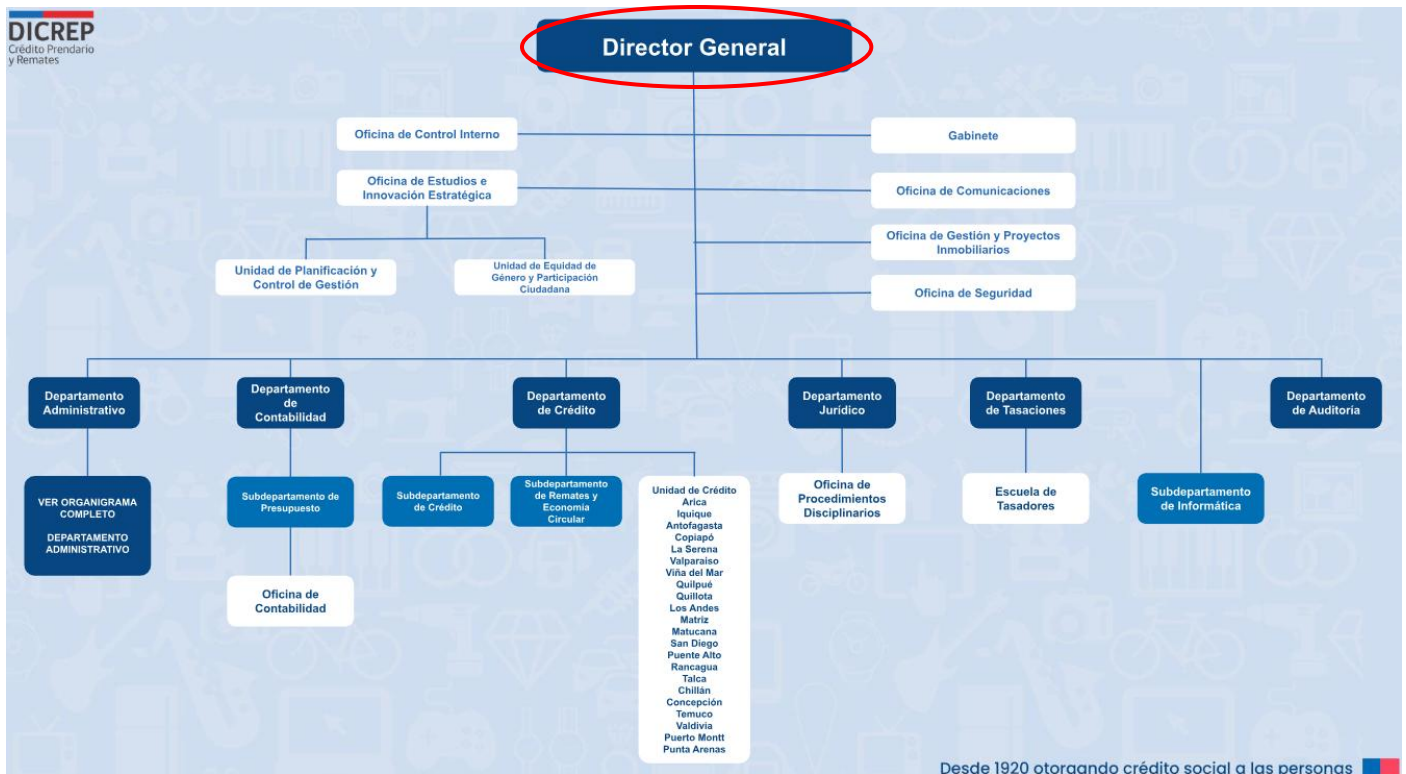 DICREP
Crédito Prendario
y Remates
Director General
Oficina de Control Interno
Gabinete
Oficina de Estudios e
Innovación Estratégica
Oficina de Comunicaciones
Oficina de Gestión y Proyectos
Inmobiliarios
Unidad de Planificación y
Control de Gestión
Unidad de Equidad de
Género y Participación
Ciudadana
Oficina de Seguridad
Departamento
Administrativo
Departamento
de
Contabilidad
Departamento
de Crédito
Departamento
Jurídico
Departamento
de Tasaciones
Departamento
de Auditoría
VER ORGANIGRAMA
COMPLETO
DEPARTAMENTO
ADMINISTRATIVO
Subdepartamento de
Presupuesto
Subdepartamento
de Crédito
Subdepartamento
de Remates y
Economía
Circular
Unidad de Crédito
Arica
Iquique
Antofagasta
Copiapó
La Serena
Valparaiso
Viña del Mar
Quilpué
Quillota
Los Andes
Matriz
Matucana
San Diego
Puente Alto
Rancagua
Talca
Chillán
Concepción
Temuco
Valdivia
Puerto Montt
Punta Arenas
Oficina de
Procedimientos
Disciplinarios
Escuela de
Tasadores
Subdepartamento
de Informática
Oficina de
Contabilidad
Desde 1920 otorgando crédito social a las personas